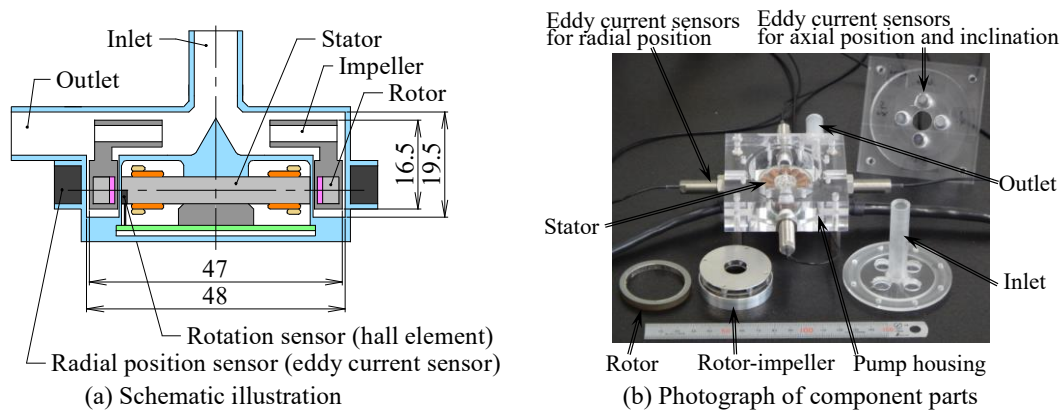 Inlet
Stator
Impeller
Rotor
Outlet
16.5
19.5
47
48
Rotation sensor (hall element)
Radial position sensor (eddy current sensor)
(a) Schematic illustration
Eddy current sensors
for radial position
Eddy current sensors
for axial position and inclination
Outlet
Stator
Inlet
Rotor
Rotor-impeller
Pump housing
(b) Photograph of component parts